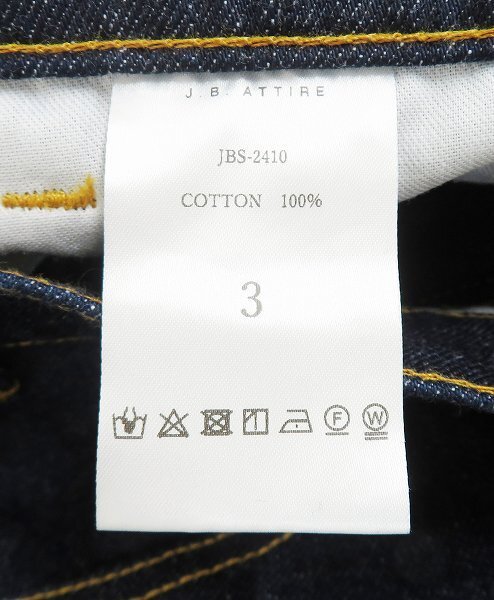 J.B. ATTIRE
JBS-2410
COTTON 100%
3
F W